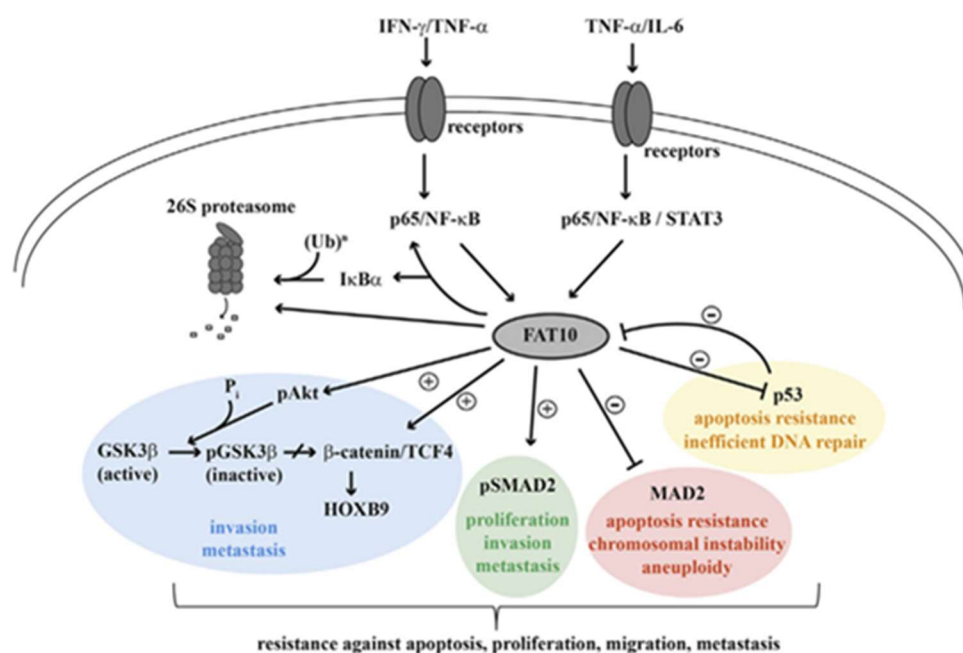 IFN-γ/TNF-α
TNF-α/IL-6
receptors
receptors
26S proteasome
p65/NF-κB
p65/NF-κB / STAT3
(Ub)ⁿ
IκBα
FAT10
−
−
+
+
+
−
Pi
pAkt
p53
apoptosis resistance
inefficient DNA repair
GSK3β
(active)
pGSK3β
(inactive)
β-catenin/TCF4
HOXB9
invasion
metastasis
pSMAD2
proliferation
invasion
metastasis
MAD2
apoptosis resistance
chromosomal instability
aneuploidy
resistance against apoptosis, proliferation, migration, metastasis